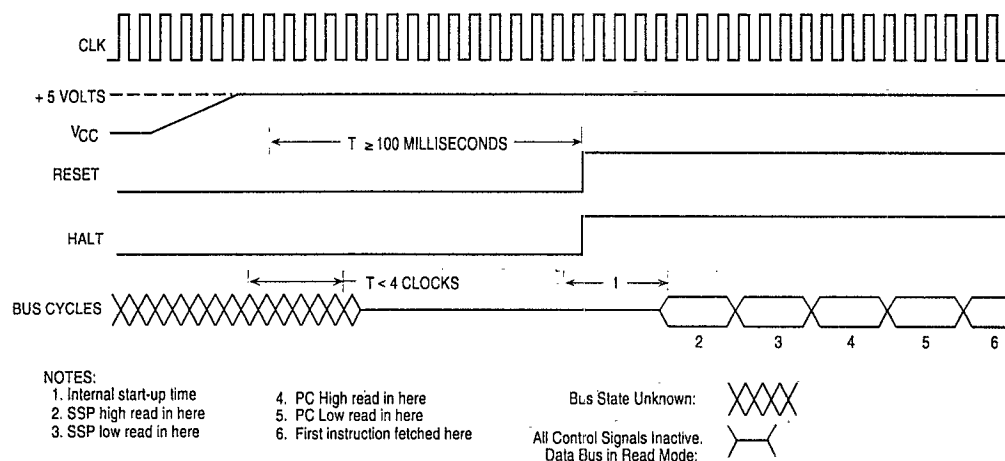 CLK
+ 5 VOLTS
VCC
T ≥ 100 MILLISECONDS
RESET
HALT
T < 4 CLOCKS
1
BUS CYCLES
2 3 4 5 6
NOTES:
1. Internal start-up time
2. SSP high read in here
3. SSP low read in here
4. PC High read in here
5. PC Low read in here
6. First instruction fetched here
Bus State Unknown:
All Control Signals Inactive.
Data Bus in Read Mode: